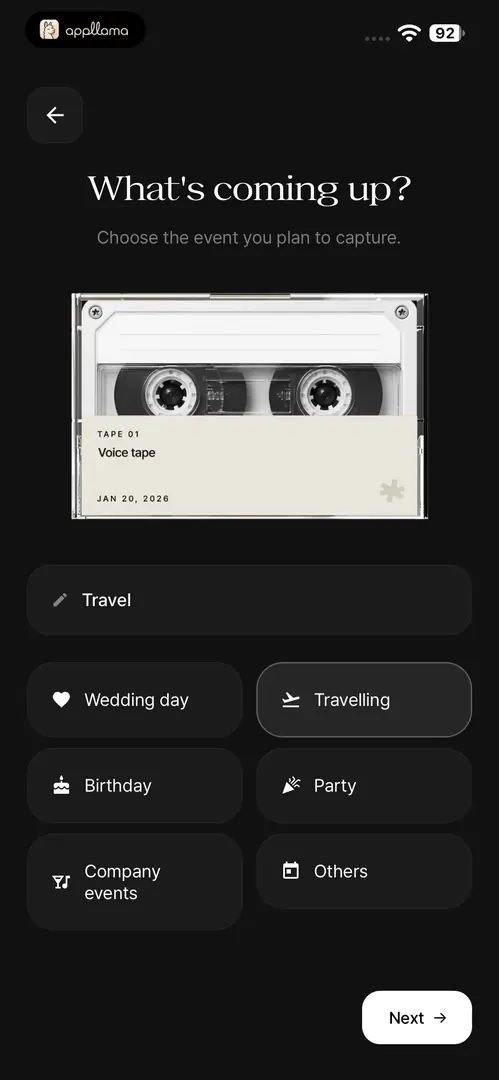 appllama
92
What's coming up?
Choose the event you plan to capture.
TAPE 01
Voice tape
JAN 20, 2026
Travel
Wedding day
Travelling
Birthday
Party
Company
events
Others
Next